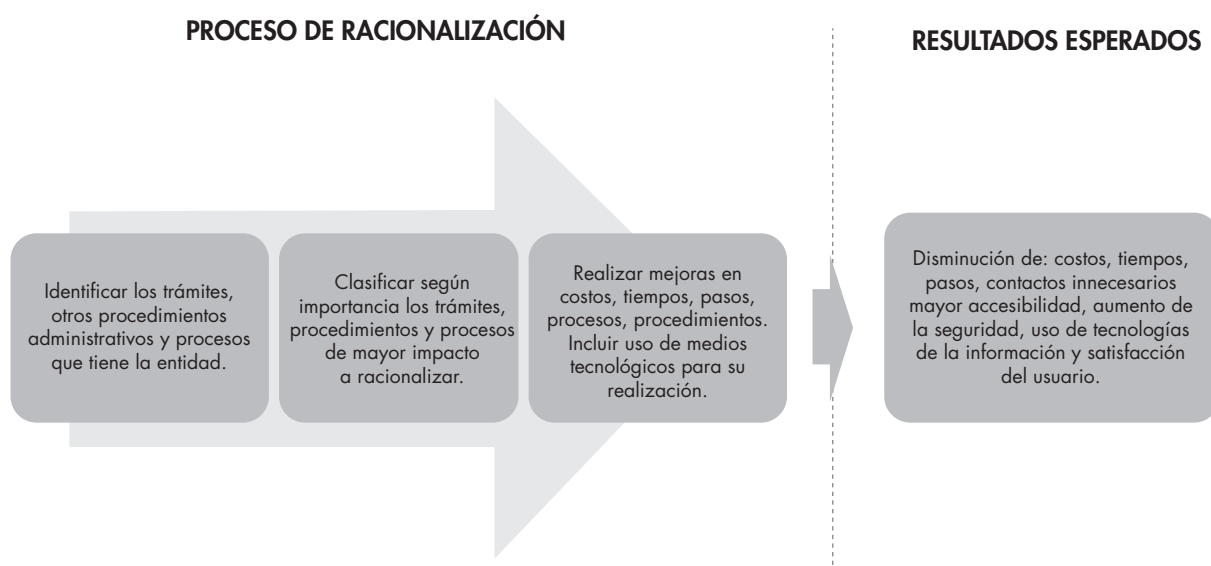 PROCESO DE RACIONALIZACIÓN
RESULTADOS ESPERADOS
Identificar los trámites,
otros procedimientos
administrativos y procesos
que tiene la entidad.
Clasificar según
importancia los trámites,
procedimientos y procesos
de mayor impacto
a racionalizar.
Realizar mejoras en
costos, tiempos, pasos,
procesos, procedimientos.
Incluir uso de medios
tecnológicos para su
realización.
Disminución de: costos, tiempos,
pasos, contactos innecesarios
mayor accesibilidad, aumento de
la seguridad, uso de tecnologías
de la información y satisfacción
del usuario.